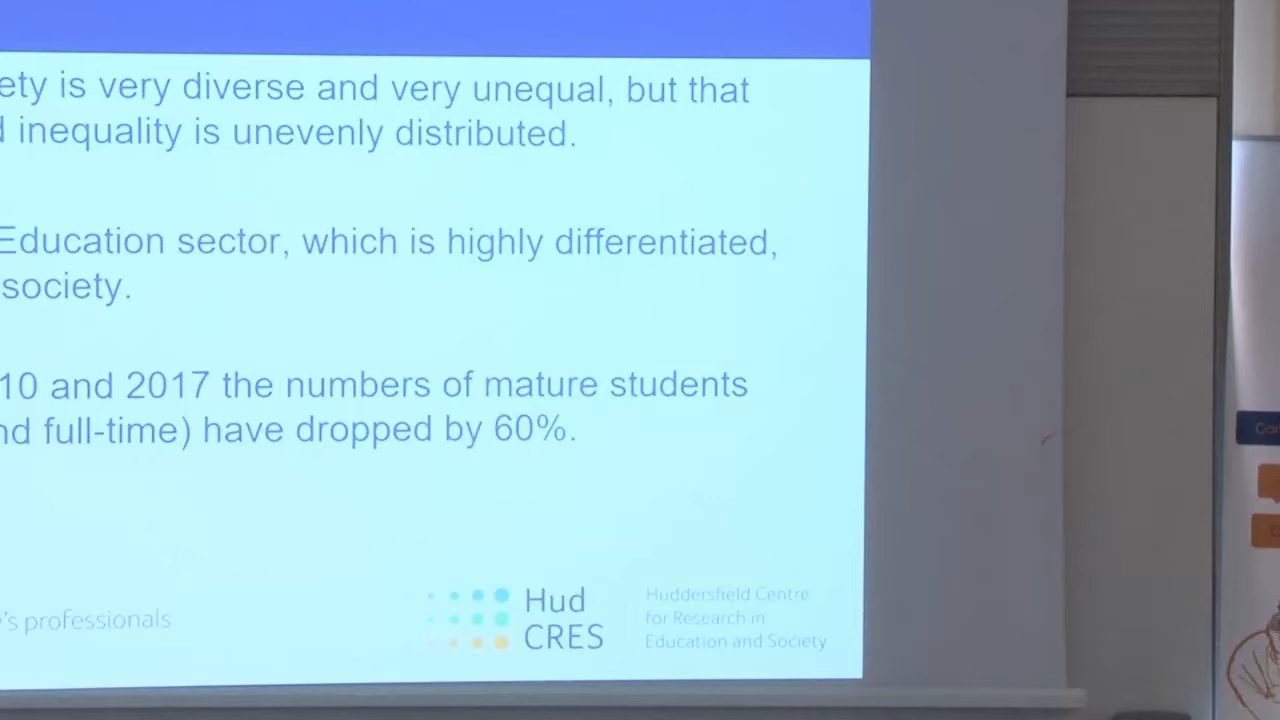 ety is very diverse and very unequal, but that
d inequality is unevenly distributed.
Education sector, which is highly differentiated,
society.
10 and 2017 the numbers of mature students
nd full-time) have dropped by 60%.
y's professionals
Hud
CRES
Huddersfield Centre
for Research in
Education and Society